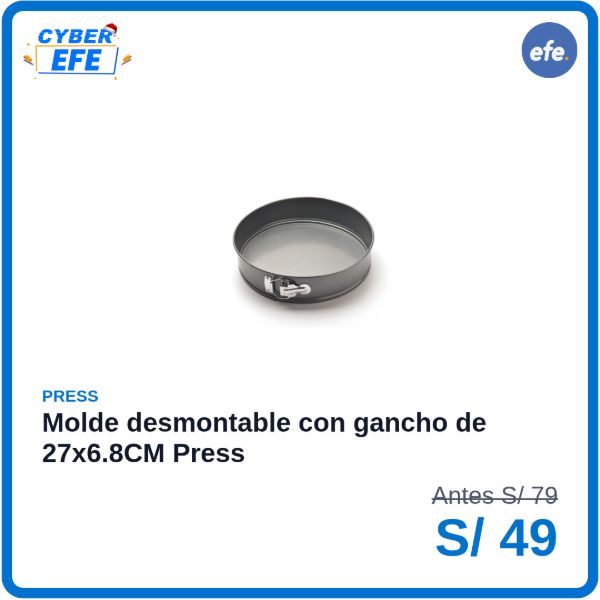 CYBER
EFE
efe.
PRESS
Molde desmontable con gancho de
27x6.8CM Press
Antes S/ 79
S/ 49